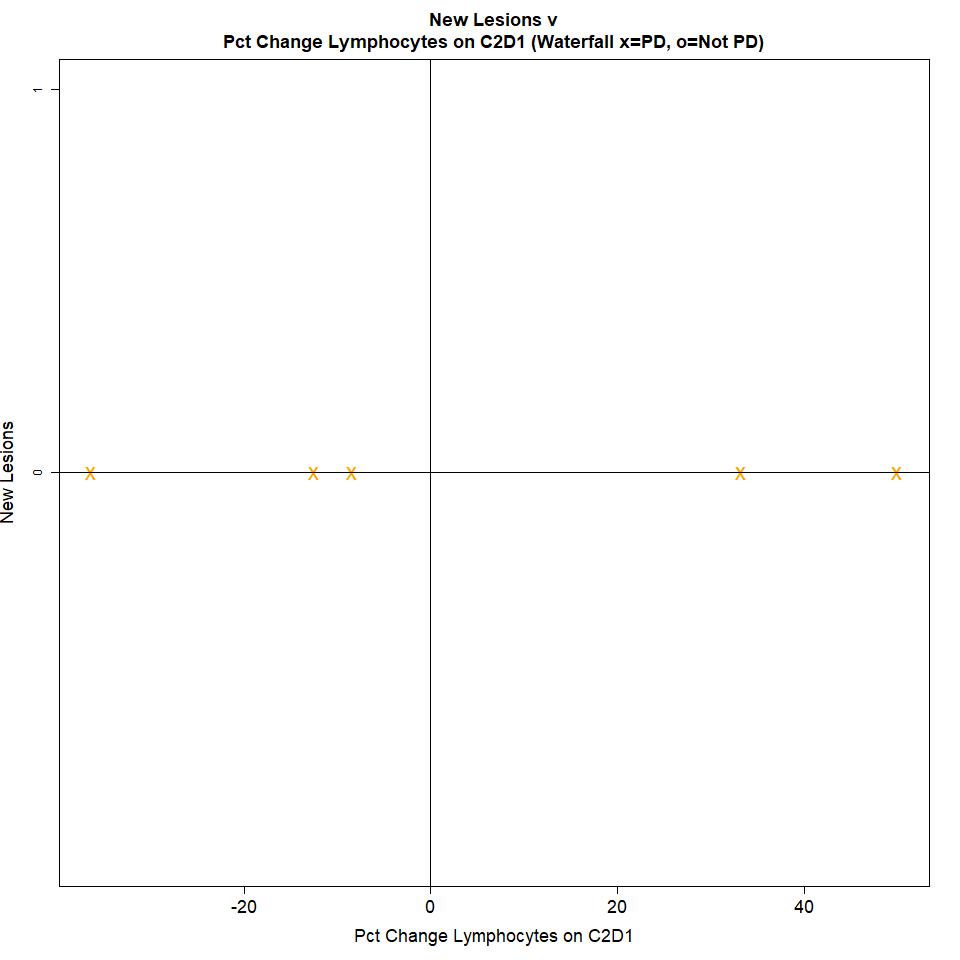 New Lesions v
Pct Change Lymphocytes on C2D1 (Waterfall x=PD, o=Not PD)
1
New Lesions
0
X X X X X
-20 0 20 40
Pct Change Lymphocytes on C2D1